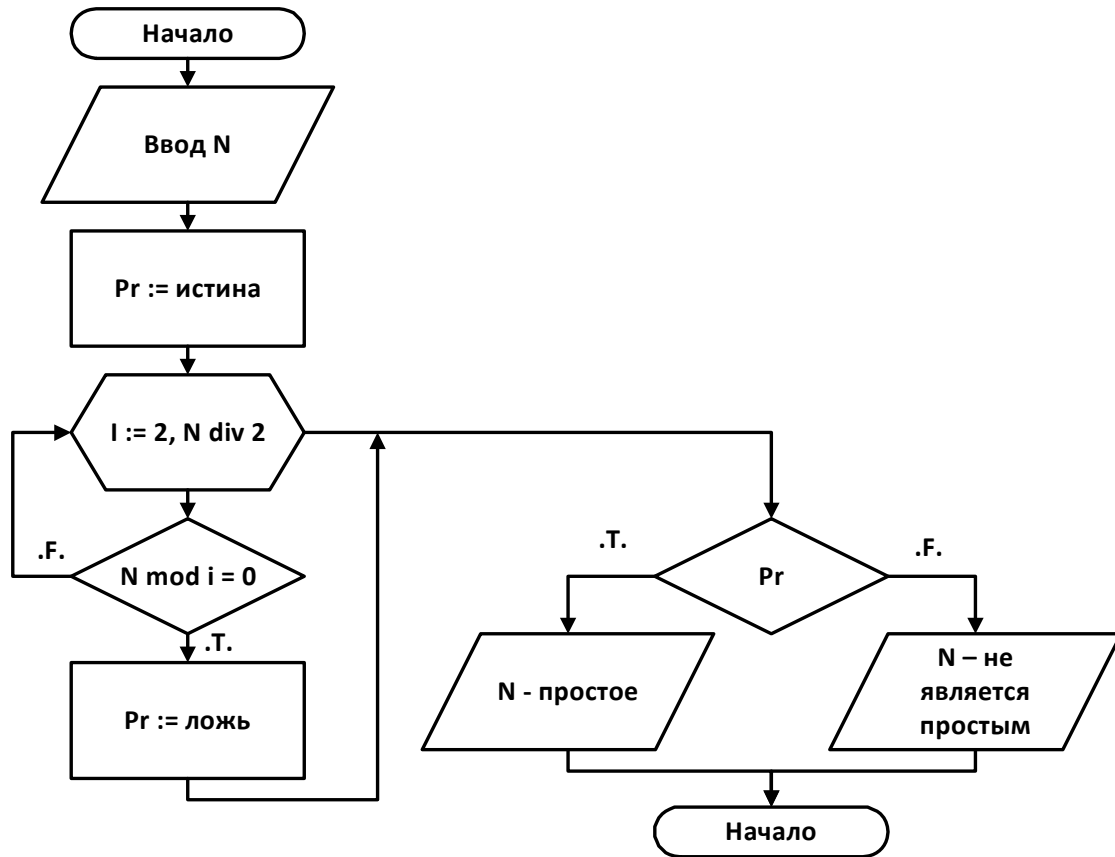 Начало
Ввод N
Pr := истина
I := 2, N div 2
.F.
N mod i = 0
.T.
Pr := ложь
.T.
Pr
.F.
N - простое
N – не
является
простым
Начало